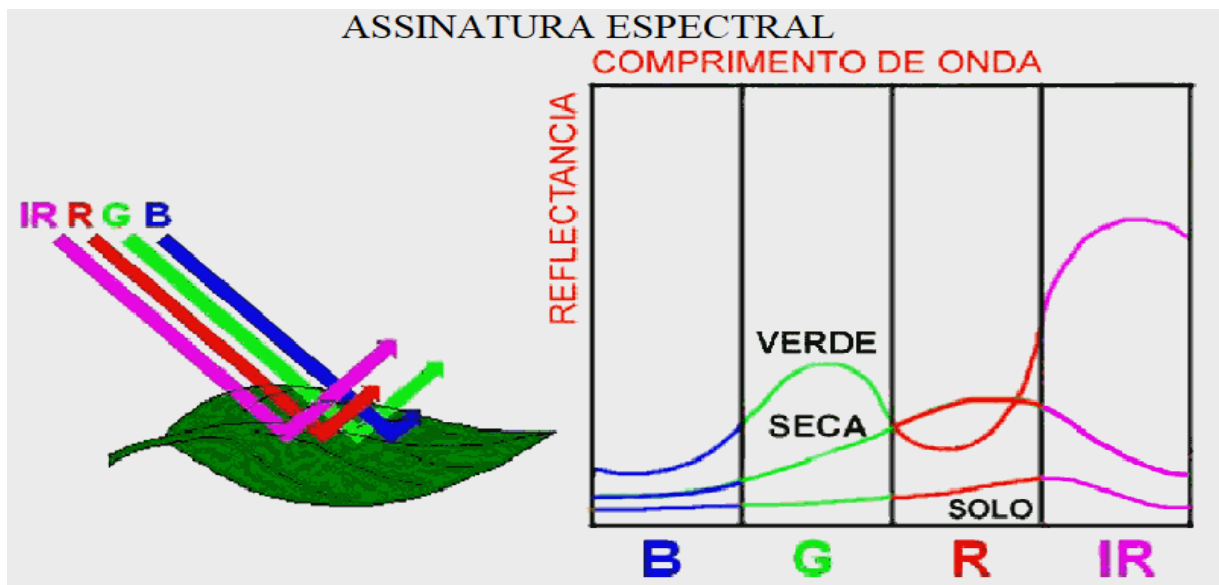 ASSINATURA ESPECTRAL
COMPRIMENTO DE ONDA
REFLECTANCIA
IR R G B
VERDE
SECA
SOLO
B G R IR